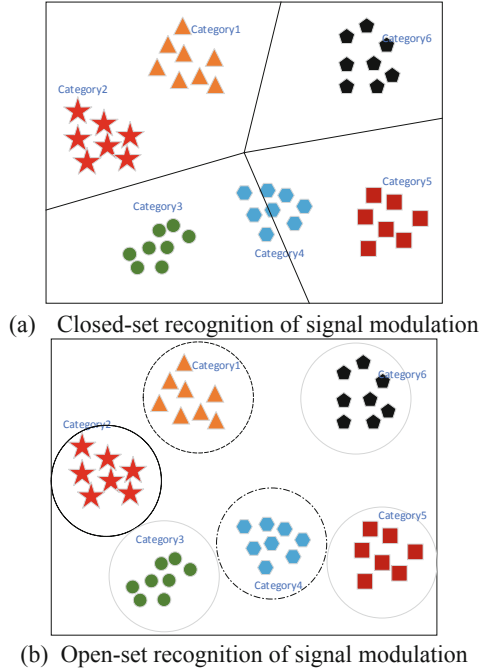 Category1
Category6
Category2
Category3
Category5
Category4
(a) Closed-set recognition of signal modulation
Category1
Category6
Category2
Category3
Category5
Category4
(b) Open-set recognition of signal modulation